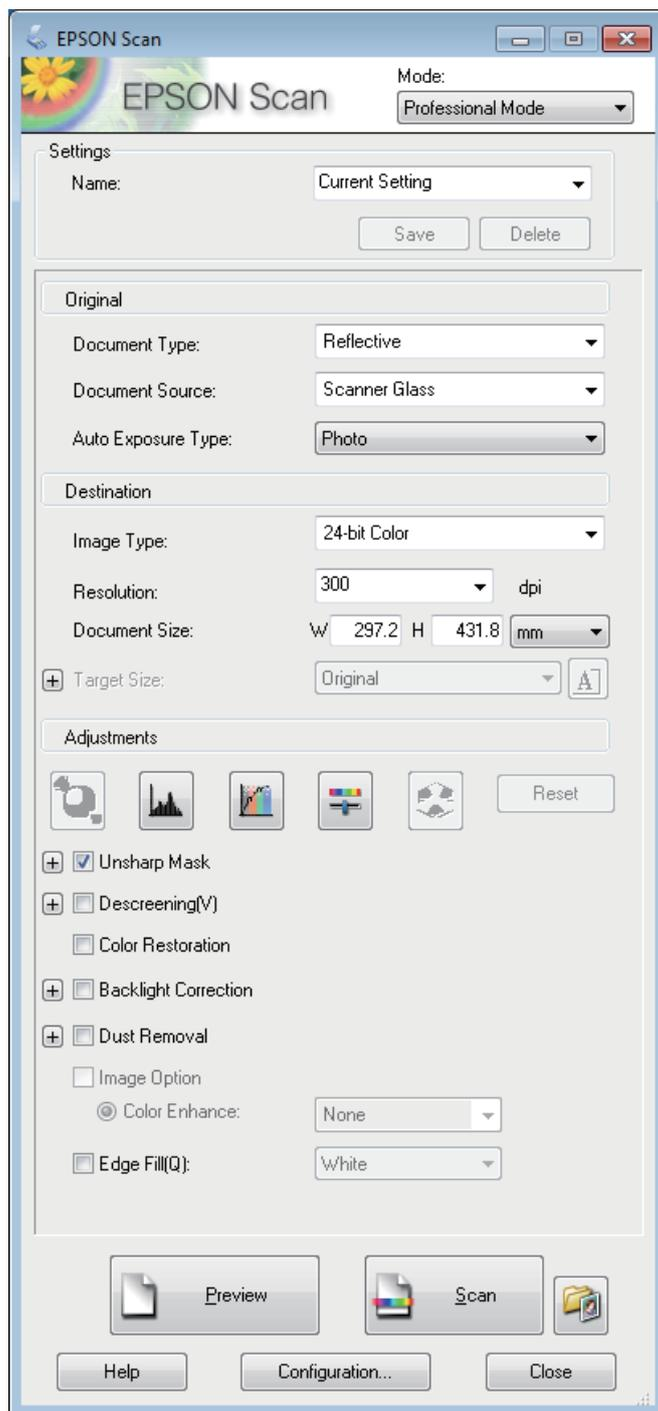 EPSON Scan
EPSON Scan
Mode:
Professional Mode
Settings
Name: Current Setting
Save Delete
Original
Document Type: Reflective
Document Source: Scanner Glass
Auto Exposure Type: Photo
Destination
Image Type: 24-bit Color
Resolution: 300 dpi
Document Size: W 297.2 H 431.8 mm
Target Size: Original A
Adjustments
Reset
Unsharp Mask
Descreening(V)
Color Restoration
Backlight Correction
Dust Removal
Image Option
Color Enhance: None
Edge Fill(Q): White
Preview Scan
Help Configuration... Close